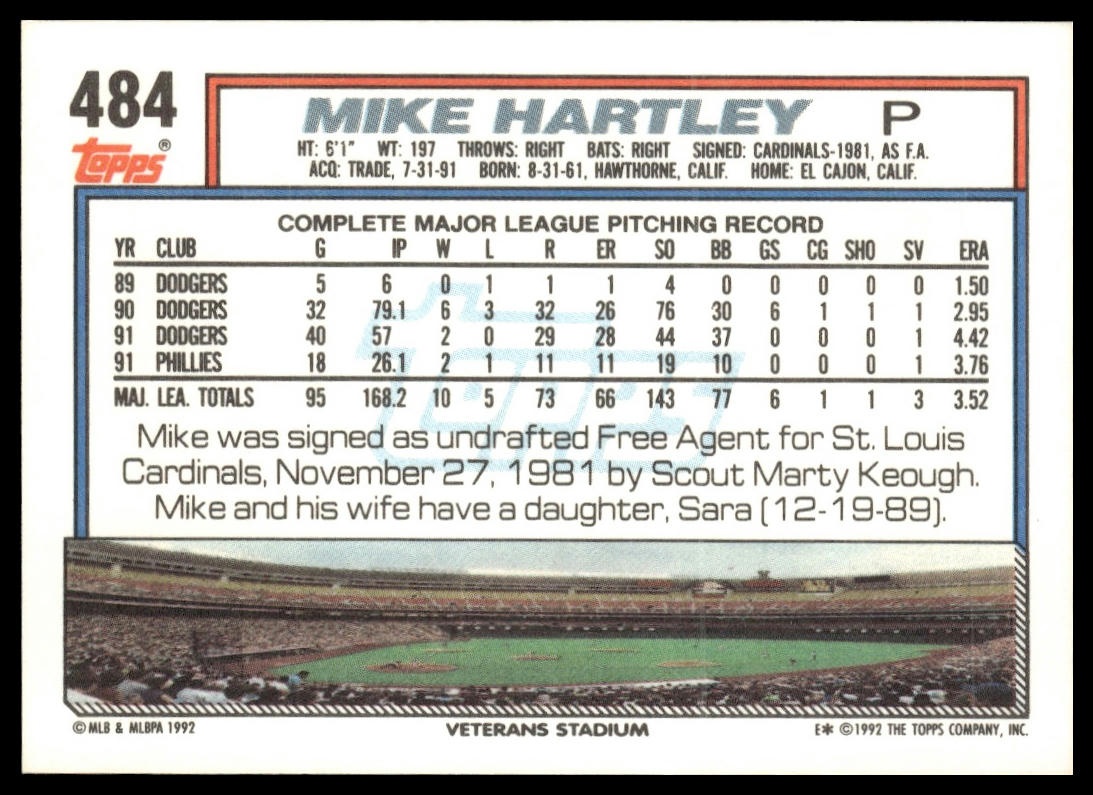 484
topps®
MIKE HARTLEY P
HT: 6'1" WT: 197 THROWS: RIGHT BATS: RIGHT SIGNED: CARDINALS-1981, AS F.A.
ACQ: TRADE, 7-31-91 BORN: 8-31-61, HAWTHORNE, CALIF. HOME: EL CAJON, CALIF.
COMPLETE MAJOR LEAGUE PITCHING RECORD
YR CLUB G IP W L R ER SO BB GS CG SHO SV ERA
89 DODGERS 5 6 0 1 1 1 4 0 0 0 0 0 1.50
90 DODGERS 32 79.1 6 3 32 26 76 30 6 1 1 1 2.95
91 DODGERS 40 57 2 0 29 28 44 37 0 0 0 1 4.42
91 PHILLIES 18 26.1 2 1 11 11 19 10 0 0 0 1 3.76
MAJ. LEA. TOTALS 95 168.2 10 5 73 66 143 77 6 1 1 3 3.52
topps
Mike was signed as undrafted Free Agent for St. Louis
Cardinals, November 27, 1981 by Scout Marty Keough.
Mike and his wife have a daughter, Sara (12-19-89).
©MLB & MLBPA 1992 VETERANS STADIUM E* ©1992 THE TOPPS COMPANY, INC.